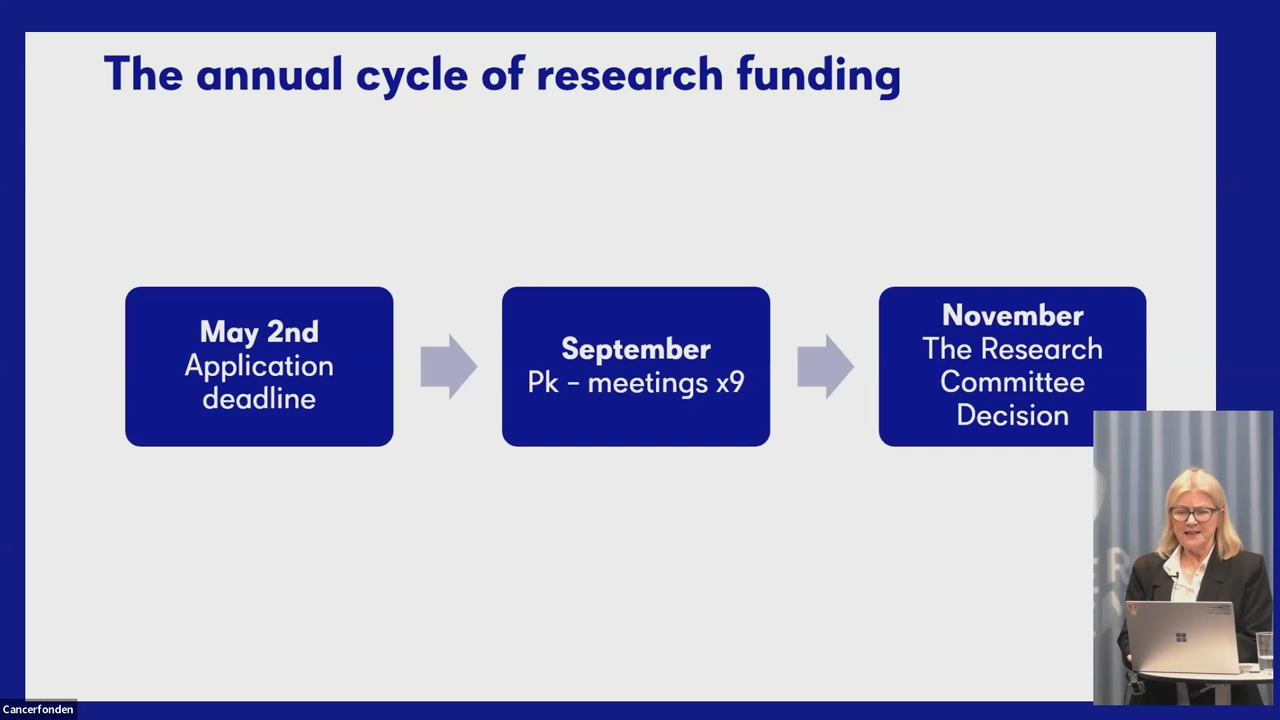 The annual cycle of research funding
May 2nd
Application
deadline
September
Pk – meetings x9
November
The Research
Committee
Decision
Cancerfonden